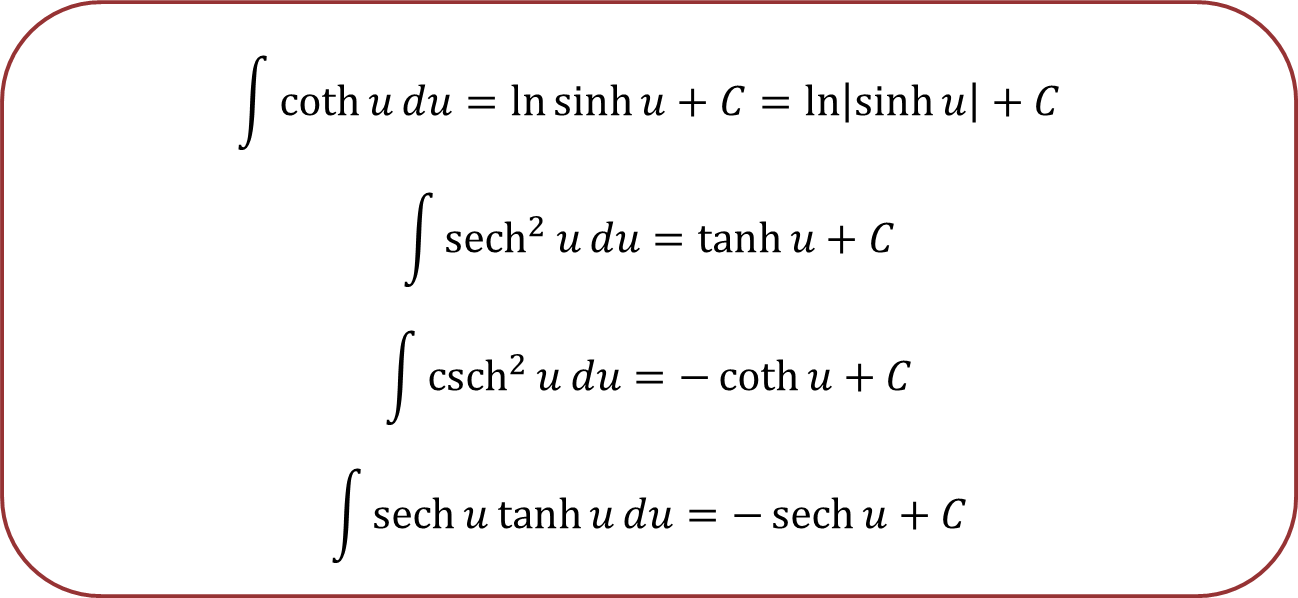 ∫ coth u du = ln sinh u + C = ln|sinh u| + C
∫ sech² u du = tanh u + C
∫ csch² u du = − coth u + C
∫ sech u tanh u du = − sech u + C